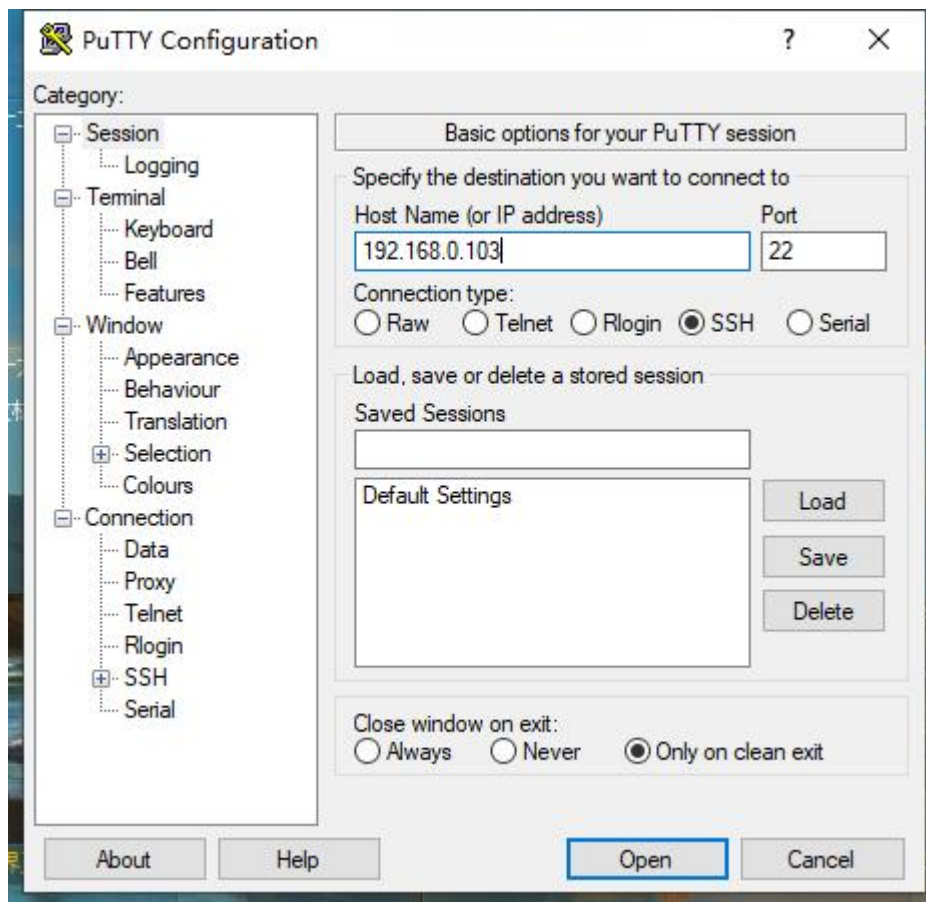 PuTTY Configuration
?
Category:
Session
Logging
Terminal
Keyboard
Bell
Features
Window
Appearance
Behaviour
Translation
Selection
Colours
Connection
Data
Proxy
Telnet
Rlogin
SSH
Serial
Basic options for your PuTTY session
Specify the destination you want to connect to
Host Name (or IP address) Port
192.168.0.103 22
Connection type:
Raw Telnet Rlogin SSH Serial
Load, save or delete a stored session
Saved Sessions
Default Settings
Load
Save
Delete
Close window on exit:
Always Never Only on clean exit
About Help Open Cancel